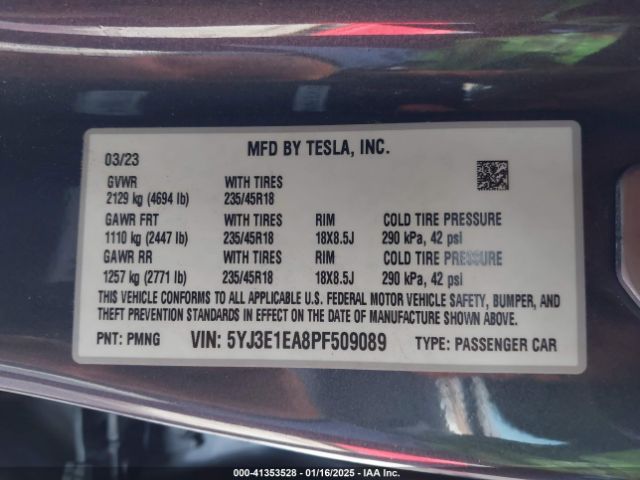 MFD BY TESLA, INC.
03/23
GVWR WITH TIRES
2129 kg (4694 lb) 235/45R18
GAWR FRT WITH TIRES RIM COLD TIRE PRESSURE
1110 kg (2447 lb) 235/45R18 18X8.5J 290 kPa, 42 psi
GAWR RR WITH TIRES RIM COLD TIRE PRESSURE
1257 kg (2771 lb) 235/45R18 18X8.5J 290 kPa, 42 psi
THIS VEHICLE CONFORMS TO ALL APPLICABLE U.S. FEDERAL MOTOR VEHICLE SAFETY, BUMPER, AND
THEFT PREVENTION STANDARDS IN EFFECT ON THE DATE OF MANUFACTURE SHOWN ABOVE.
PNT: PMNG VIN: 5YJ3E1EA8PF509089 TYPE: PASSENGER CAR
000-41353528 - 01/16/2025 - IAA Inc.